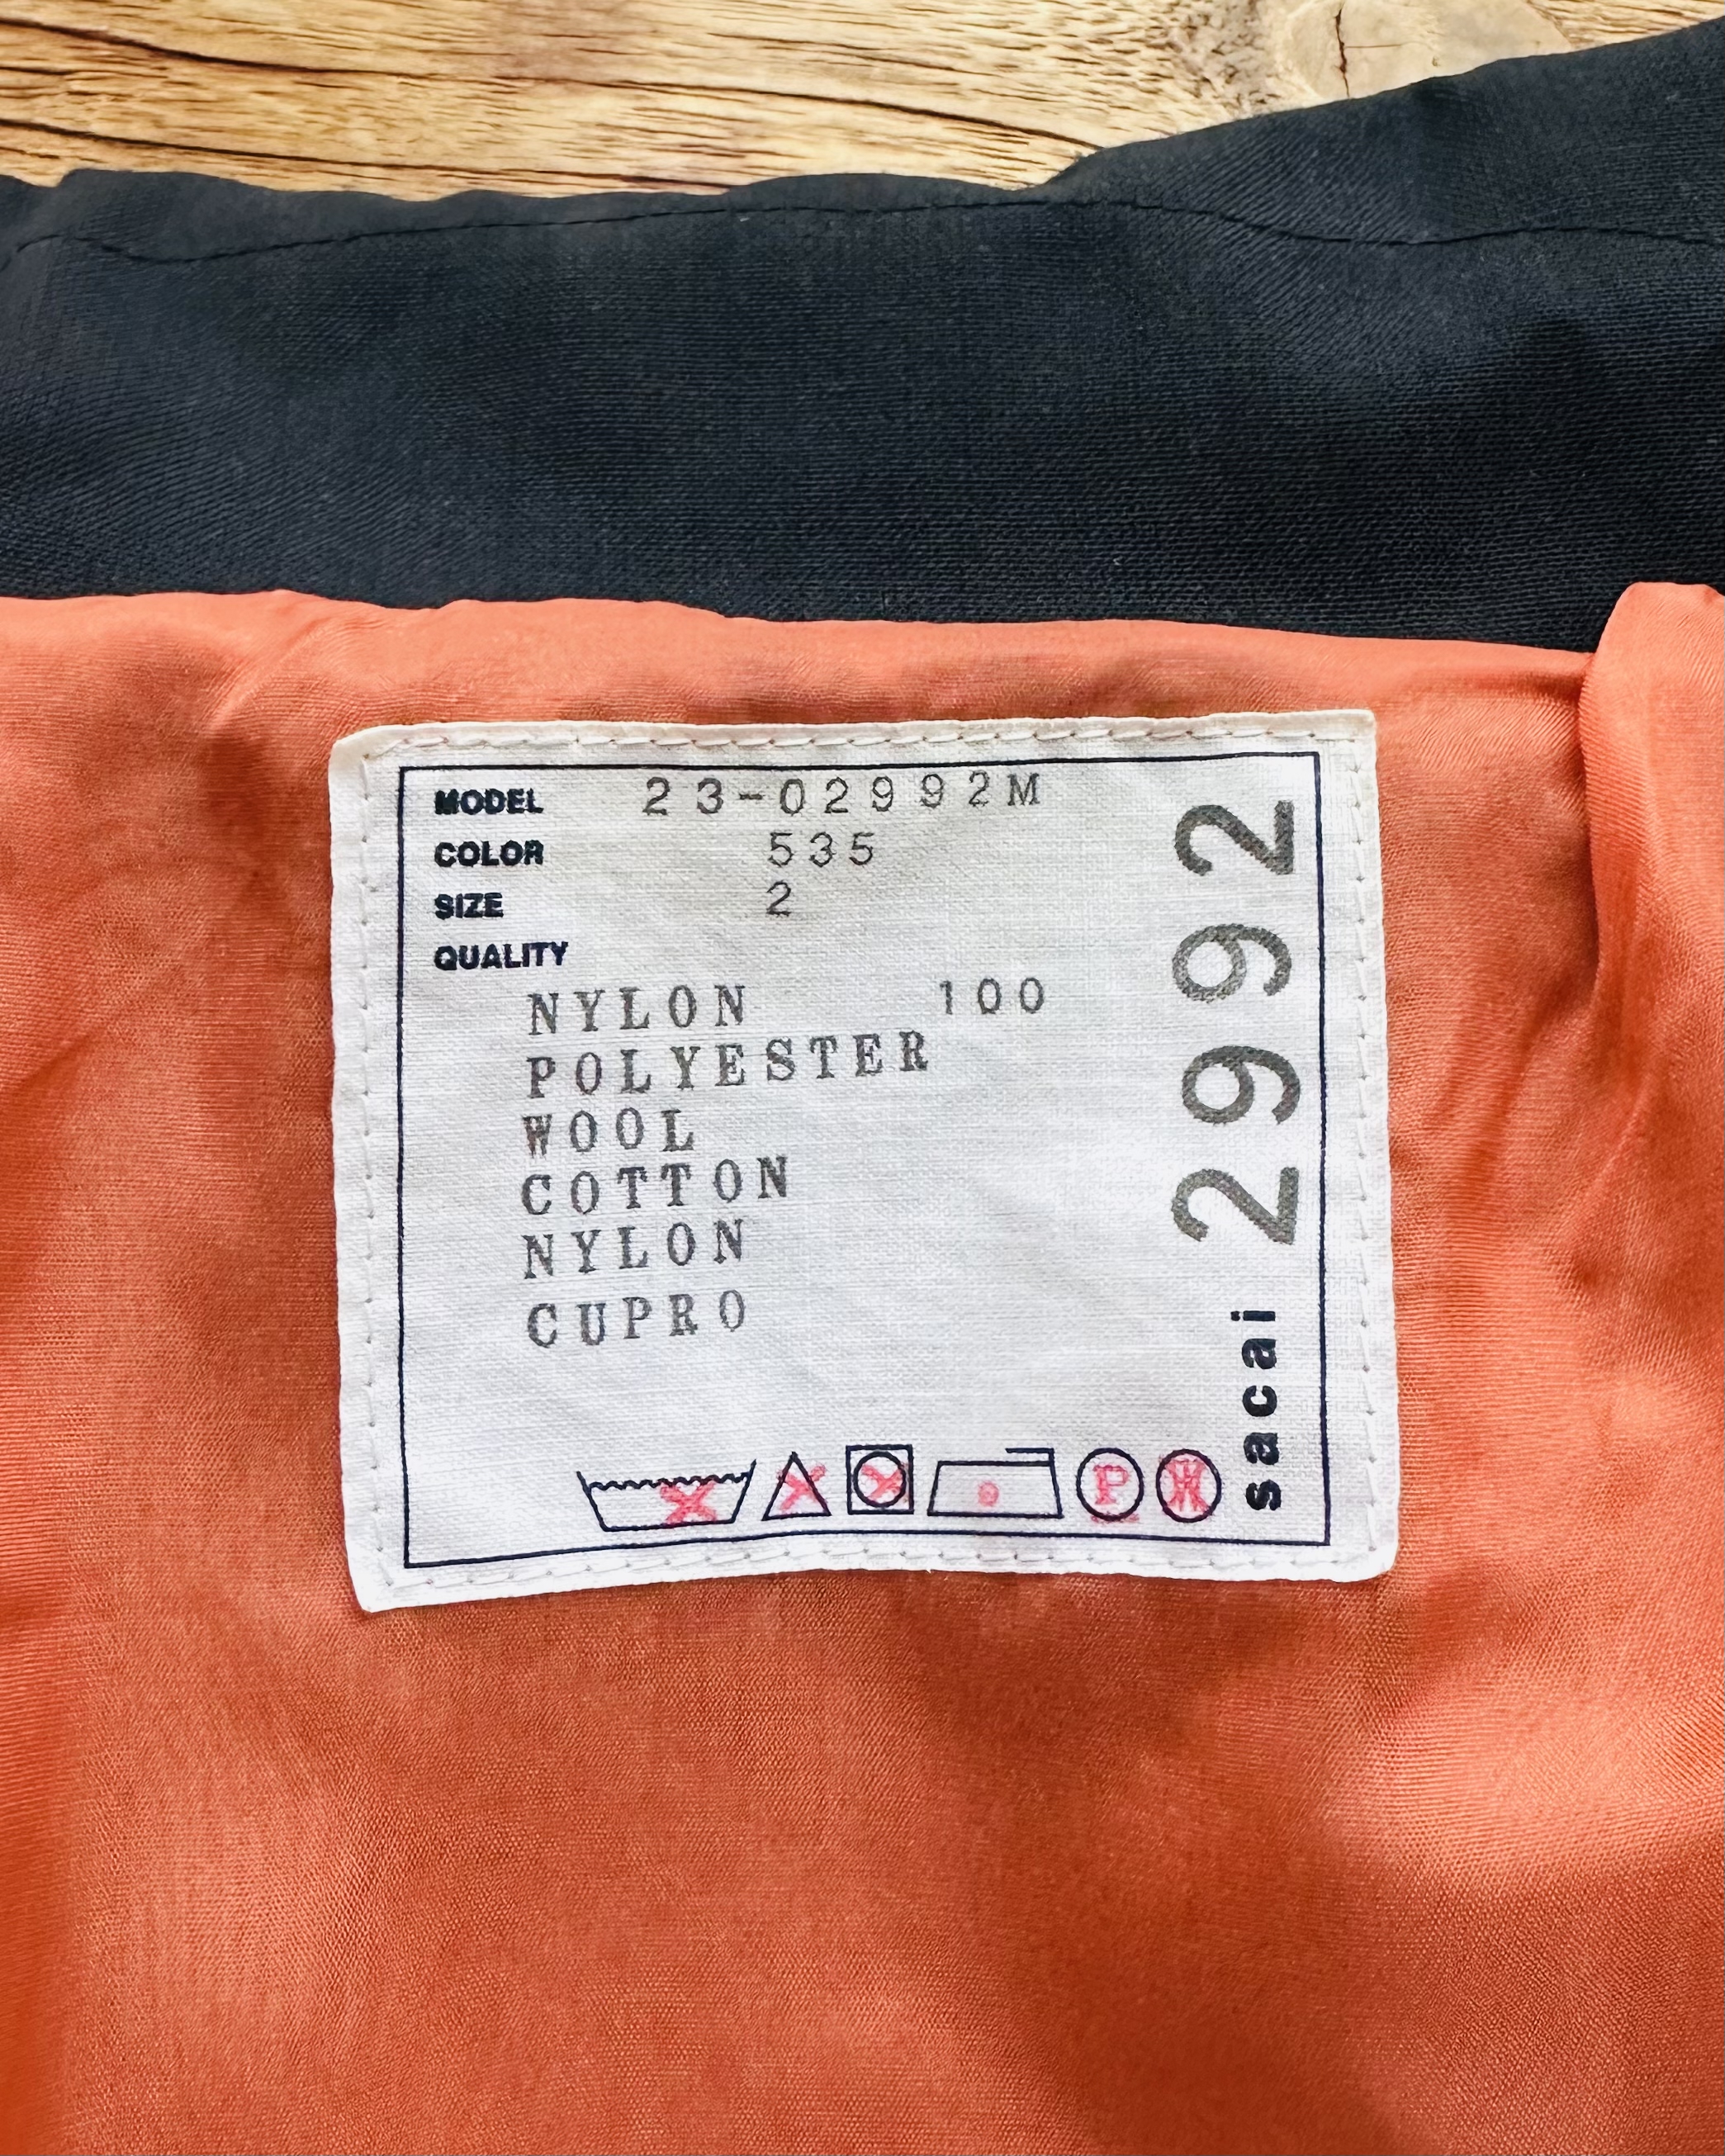 MODEL 23-02992M
COLOR 535
SIZE 2
QUALITY
NYLON 100
POLYESTER
WOOL
COTTON
NYLON
CUPRO
P W
sacai 2992